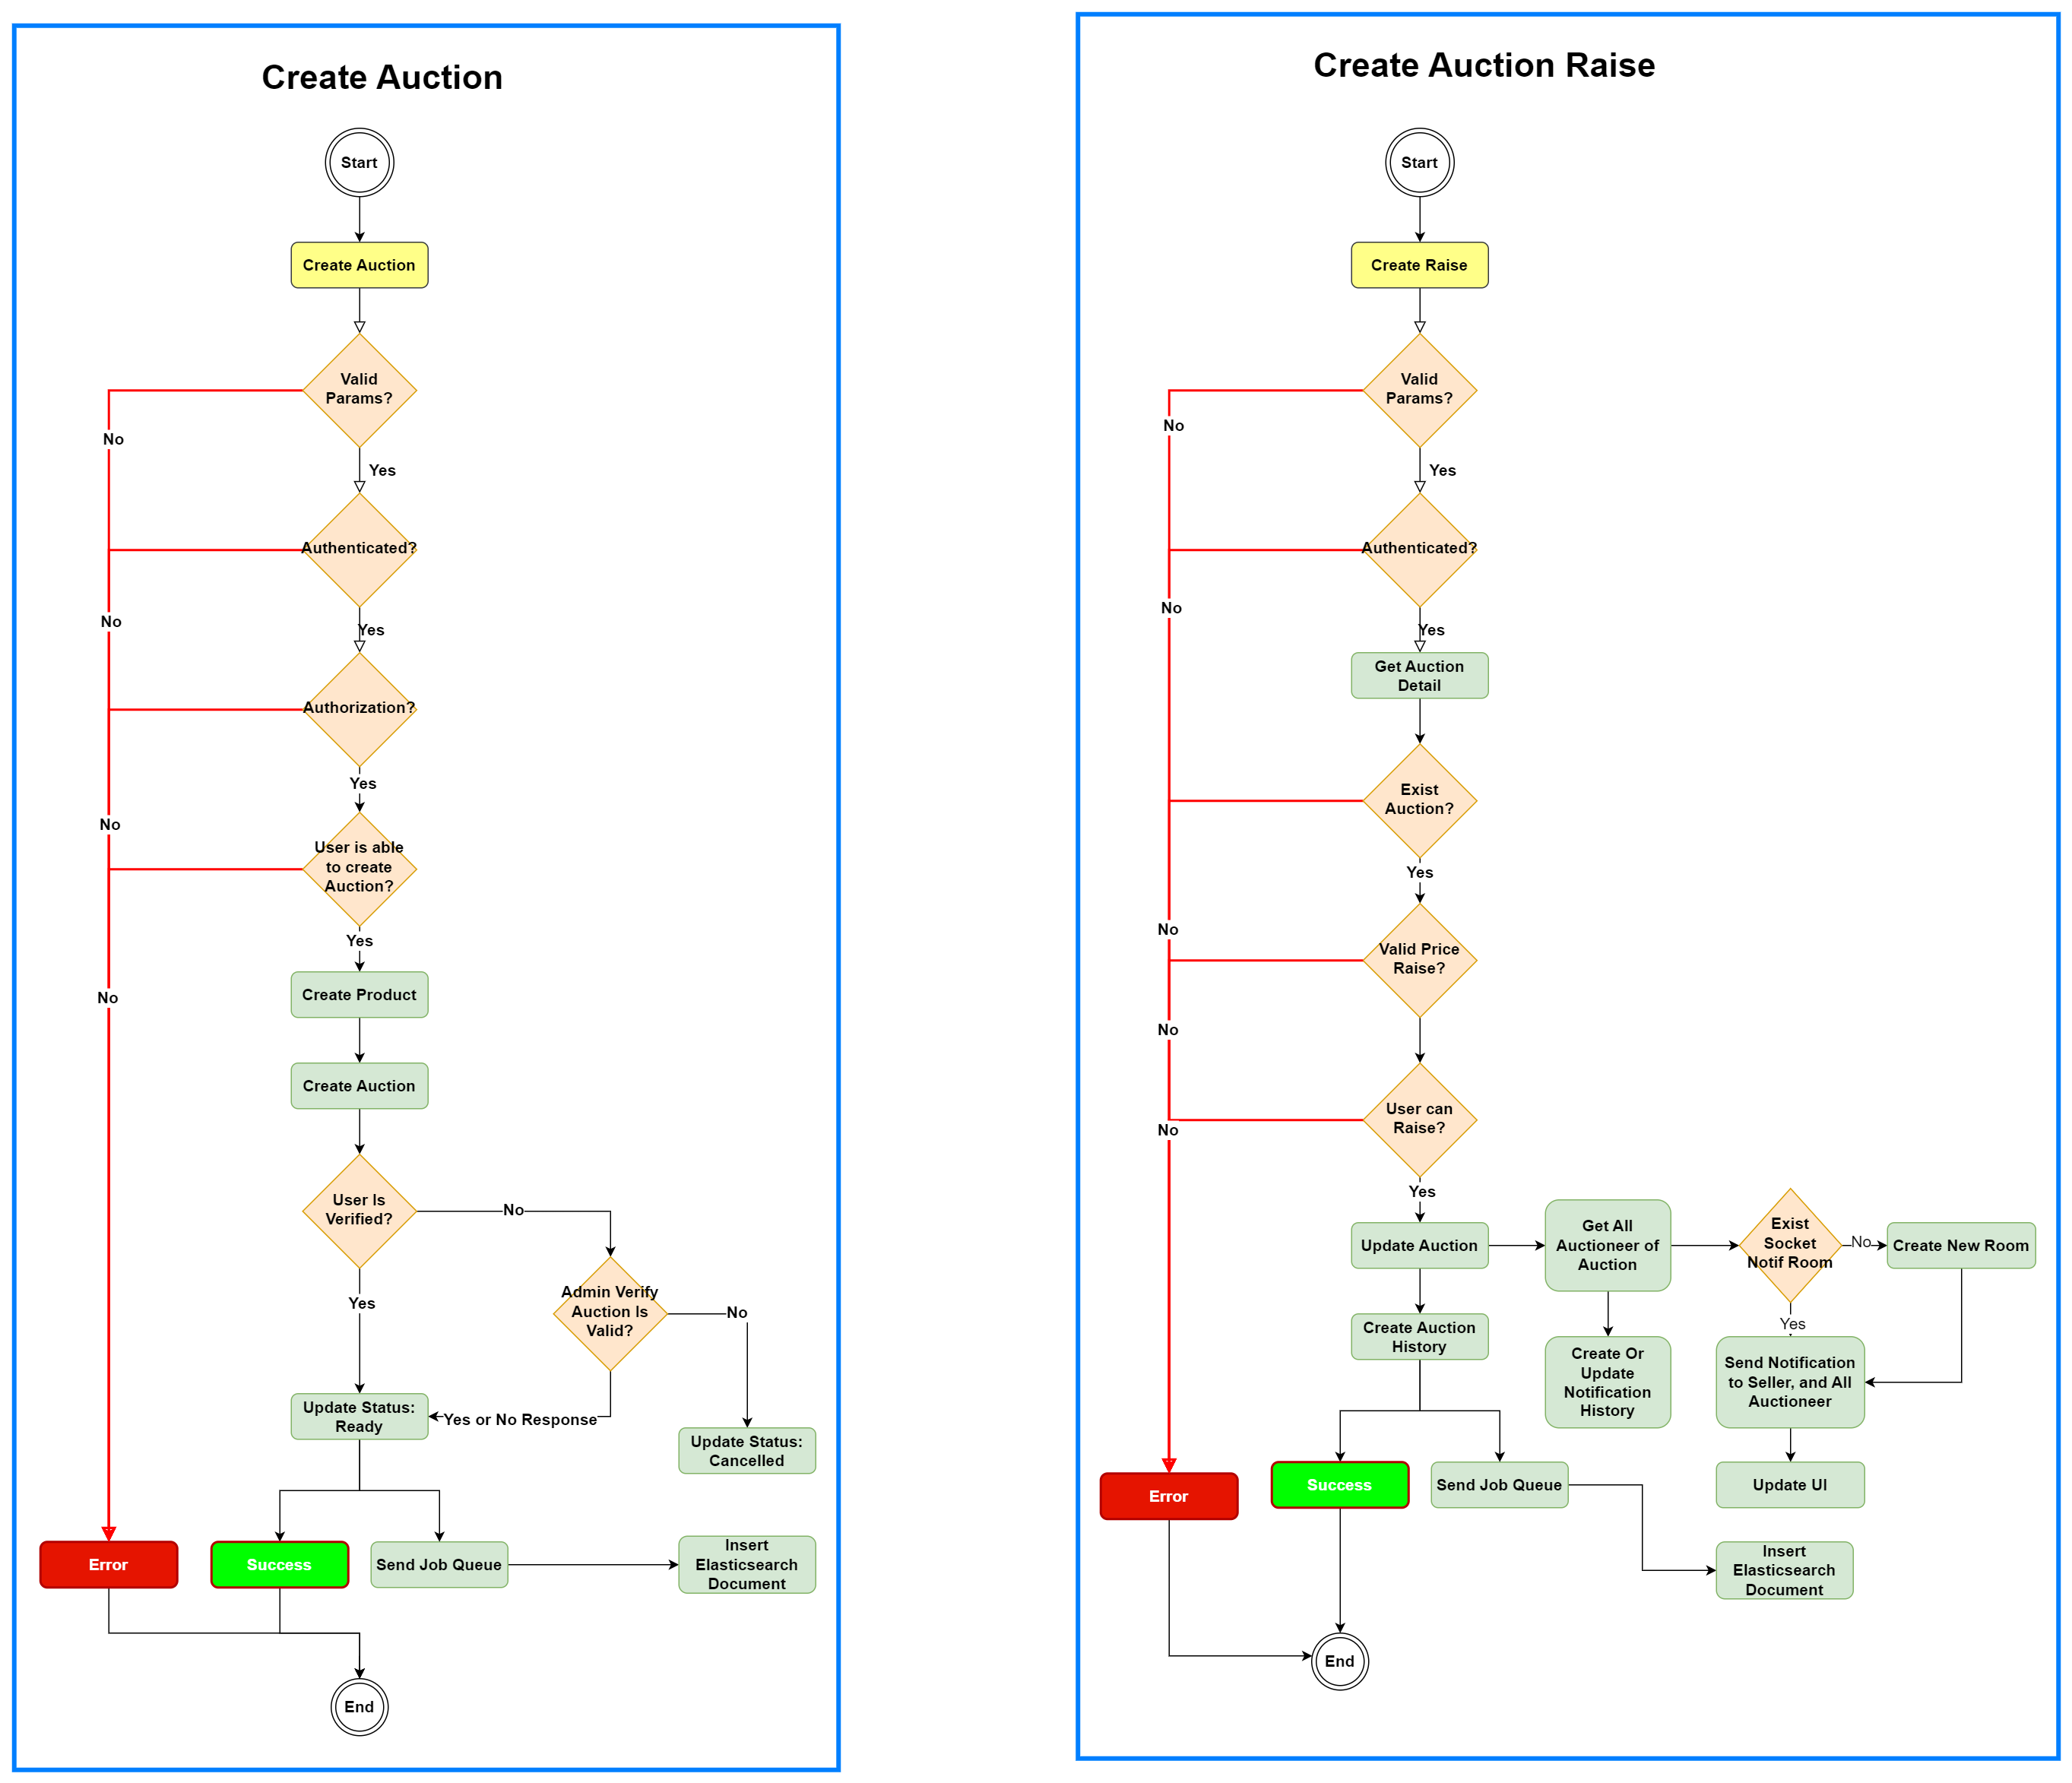 Create Auction
Start
Create Auction
Valid
Params?
No
Yes
Authenticated?
No
Yes
Authorization?
Yes
No
User is able
to create
Auction?
Yes
Create Product
No
Create Auction
User Is
Verified?
No
Yes
Admin Verify
Auction Is
Valid?
No
Update Status:
Ready
Yes or No Response
Update Status:
Cancelled
Error
Success
Send Job Queue
Insert
Elasticsearch
Document
End
Create Auction Raise
Start
Create Raise
Valid
Params?
No
Yes
Authenticated?
No
Yes
Get Auction
Detail
Exist
Auction?
Yes
No
Valid Price
Raise?
No
User can
Raise?
No
Yes
Update Auction
Get All
Auctioneer of
Auction
Exist
Socket
Notif Room
No
Create New Room
Create Auction
History
Yes
Create Or
Update
Notification
History
Send Notification
to Seller, and All
Auctioneer
Error
Success
Send Job Queue
Update UI
Insert
Elasticsearch
Document
End